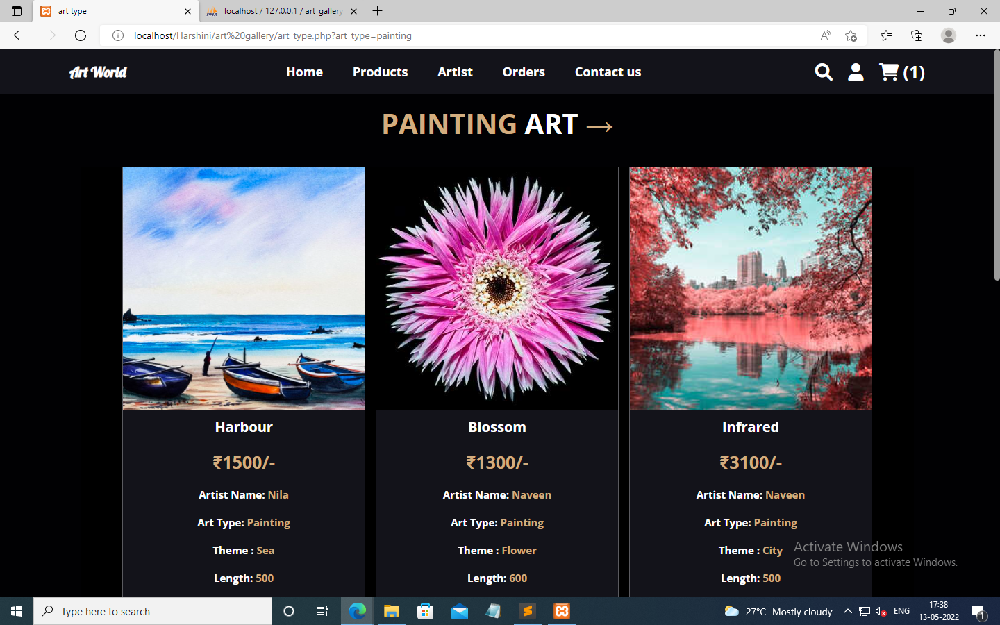 art type
localhost / 127.0.0.1 / art_gallery
localhost/Harshini/art%20gallery/art_type.php?art_type=painting
Art World
Home
Products
Artist
Orders
Contact us
(1)
PAINTING ART →
Harbour
₹1500/-
Artist Name: Nila
Art Type: Painting
Theme : Sea
Length: 500
Blossom
₹1300/-
Artist Name: Naveen
Art Type: Painting
Theme : Flower
Length: 600
Infrared
₹3100/-
Artist Name: Naveen
Art Type: Painting
Theme : City
Length: 500
Activate Windows
Go to Settings to activate Windows.
Type here to search
27°C Mostly cloudy
ENG
17:38
13-05-2022
1